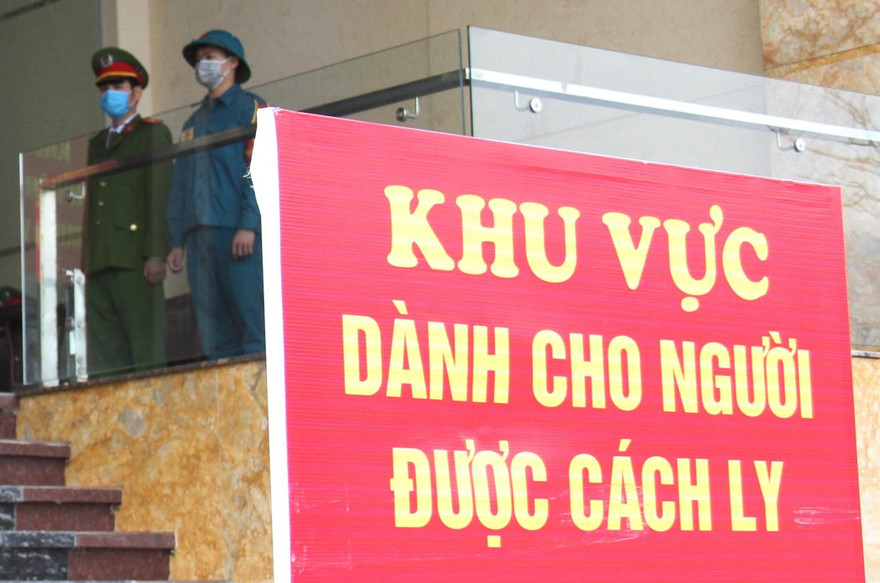 KHU VỰC
DÀNH CHO NGƯỜI
ĐƯỢC CÁCH LY